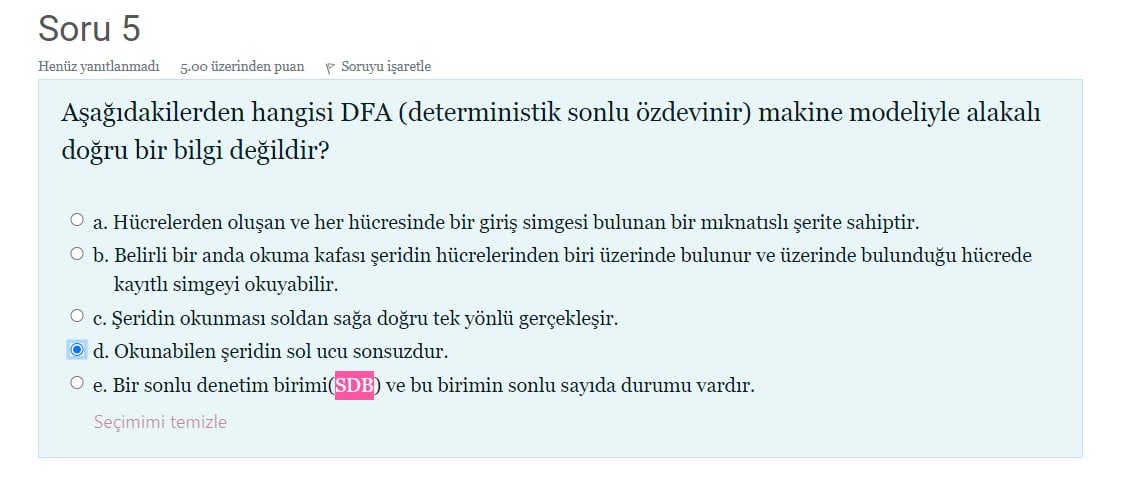 Soru 5
Henüz yanıtlanmadı 5.00 üzerinden puan Soruyu işaretle
Aşağıdakilerden hangisi DFA (deterministik sonlu özdevinir) makine modeliyle alakalı
doğru bir bilgi değildir?
a. Hücrelerden oluşan ve her hücresinde bir giriş simgesi bulunan bir mıknatıslı şerite sahiptir.
b. Belirli bir anda okuma kafası şeridin hücrelerinden biri üzerinde bulunur ve üzerinde bulunduğu hücrede
kayıtlı simgeyi okuyabilir.
c. Şeridin okunması soldan sağa doğru tek yönlü gerçekleşir.
d. Okunabilen şeridin sol ucu sonsuzdur.
e. Bir sonlu denetim birimi(SDB) ve bu birimin sonlu sayıda durumu vardır.
Seçimimi temizle